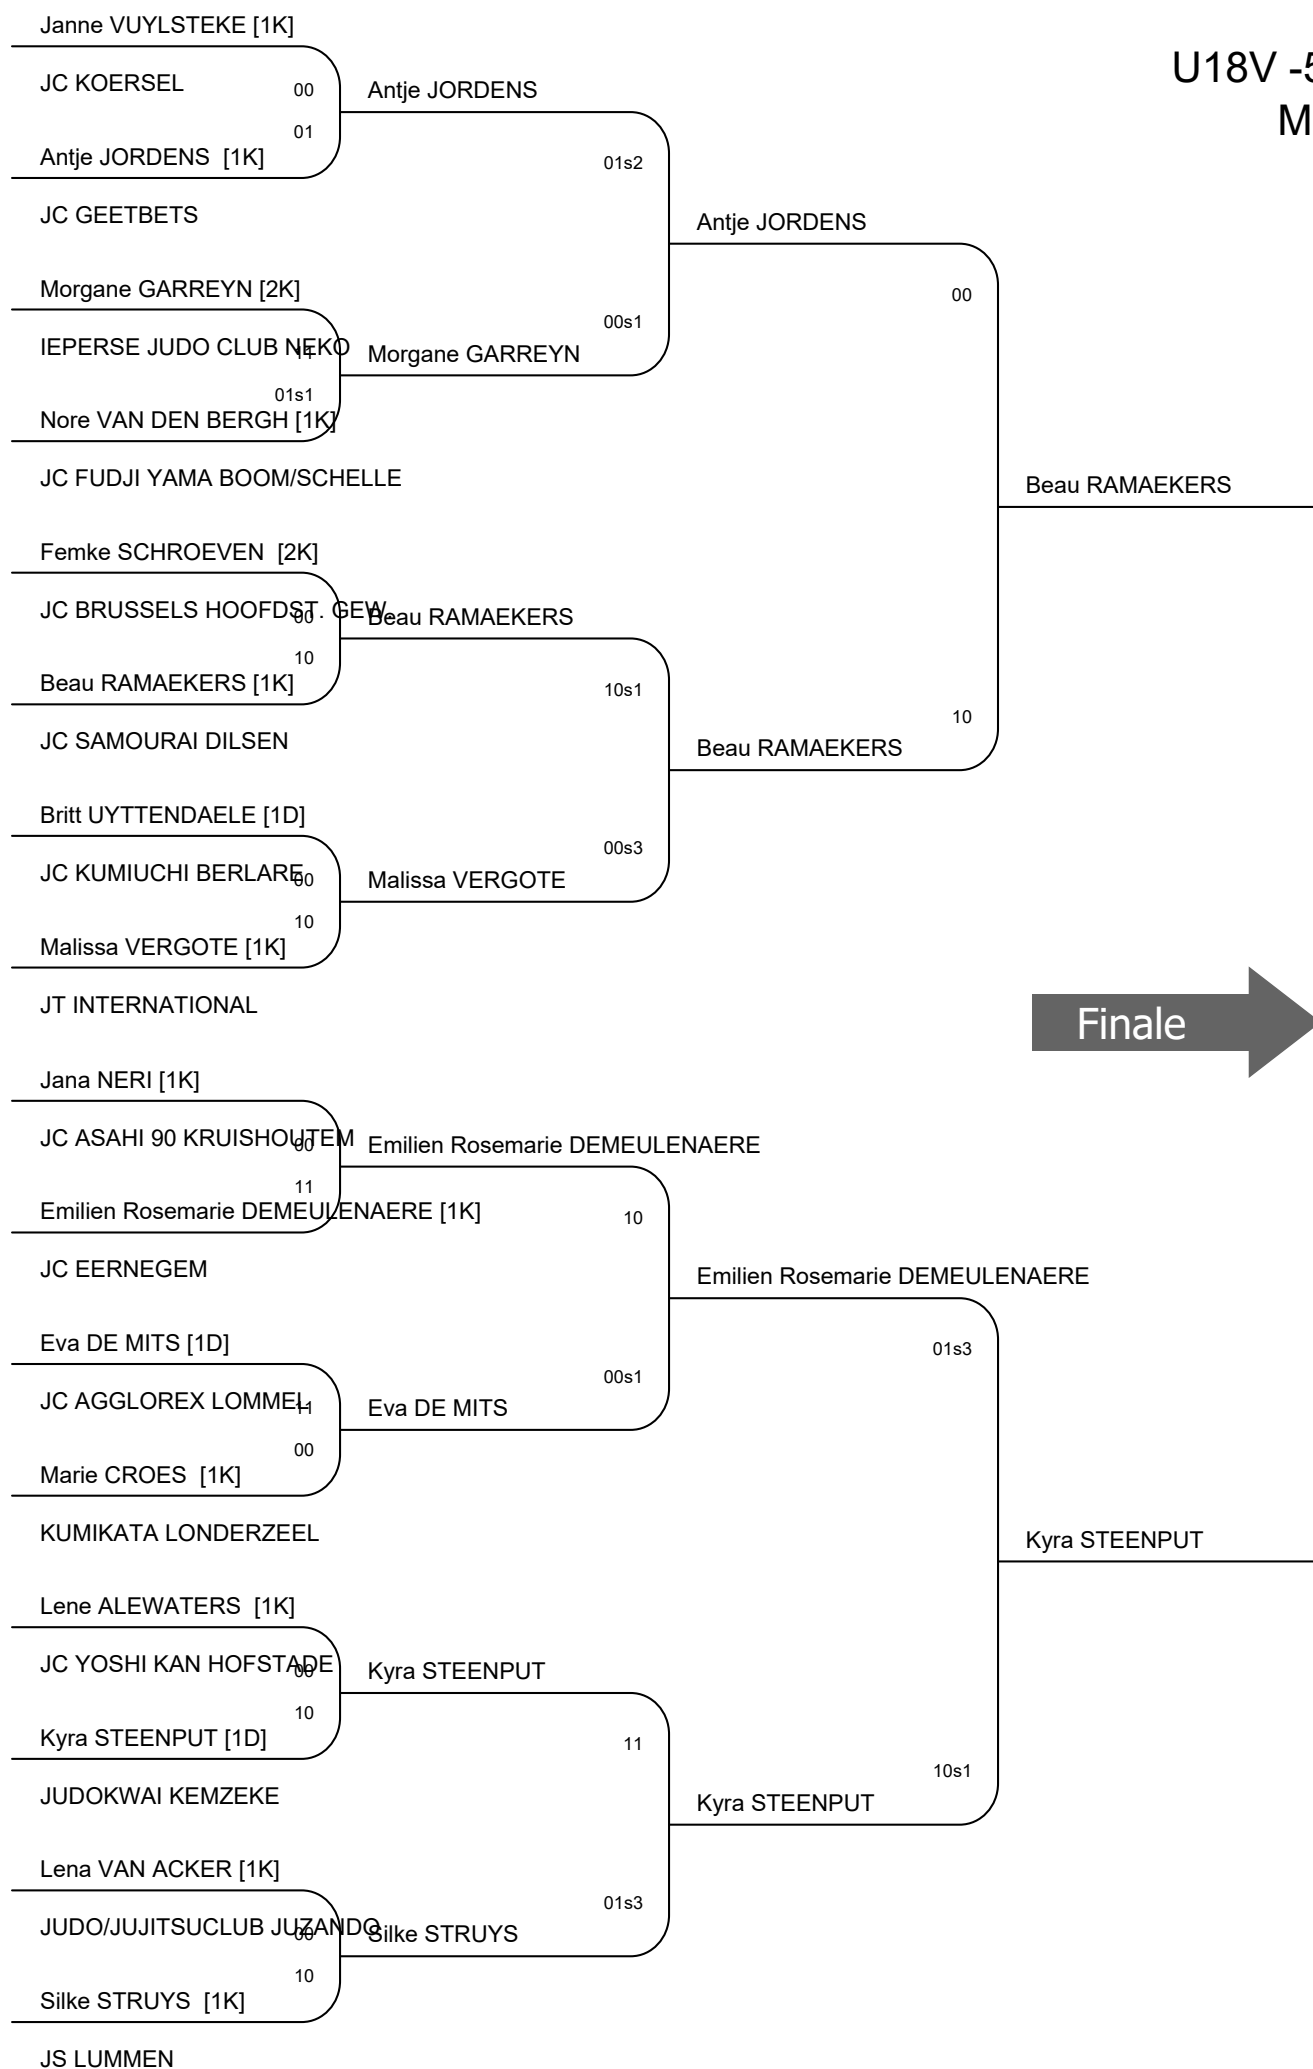 Janne VUYLSTEKE [1K]
JC KOERSEL
00
01
Antje JORDENS [1K]
JC GEETBETS
Morgane GARREYN [2K]
IEPERSE JUDO CLUB NEKO
11
01s1
Nore VAN DEN BERGH [1K]
JC FUDJI YAMA BOOM/SCHELLE
Femke SCHROEVEN [2K]
JC BRUSSELS HOOFDST. GEW.
00
10
Beau RAMAEKERS [1K]
JC SAMOURAI DILSEN
Britt UYTTENDAELE [1D]
JC KUMIUCHI BERLARE
00
10
Malissa VERGOTE [1K]
JT INTERNATIONAL
Jana NERI [1K]
JC ASAHI 90 KRUISHOUTEM
00
11
Emilien Rosemarie DEMEULENAERE [1K]
JC EERNEGEM
Eva DE MITS [1D]
JC AGGLOREX LOMMEL
11
00
Marie CROES [1K]
KUMIKATA LONDERZEEL
Lene ALEWATERS [1K]
JC YOSHI KAN HOFSTADE
00
10
Kyra STEENPUT [1D]
JUDOKWAI KEMZEKE
Lena VAN ACKER [1K]
JUDO/JUJITSUCLUB JUZANDO
00
10
Silke STRUYS [1K]
JS LUMMEN
Antje JORDENS
01s2
00s1
Morgane GARREYN
Beau RAMAEKERS
10s1
00s3
Malissa VERGOTE
Emilien Rosemarie DEMEULENAERE
10
00s1
Eva DE MITS
Kyra STEENPUT
11
01s3
Silke STRUYS
Antje JORDENS
00
10
Beau RAMAEKERS
Emilien Rosemarie DEMEULENAERE
01s3
10s1
Kyra STEENPUT
U18V -5
M
Beau RAMAEKERS
Finale
Kyra STEENPUT